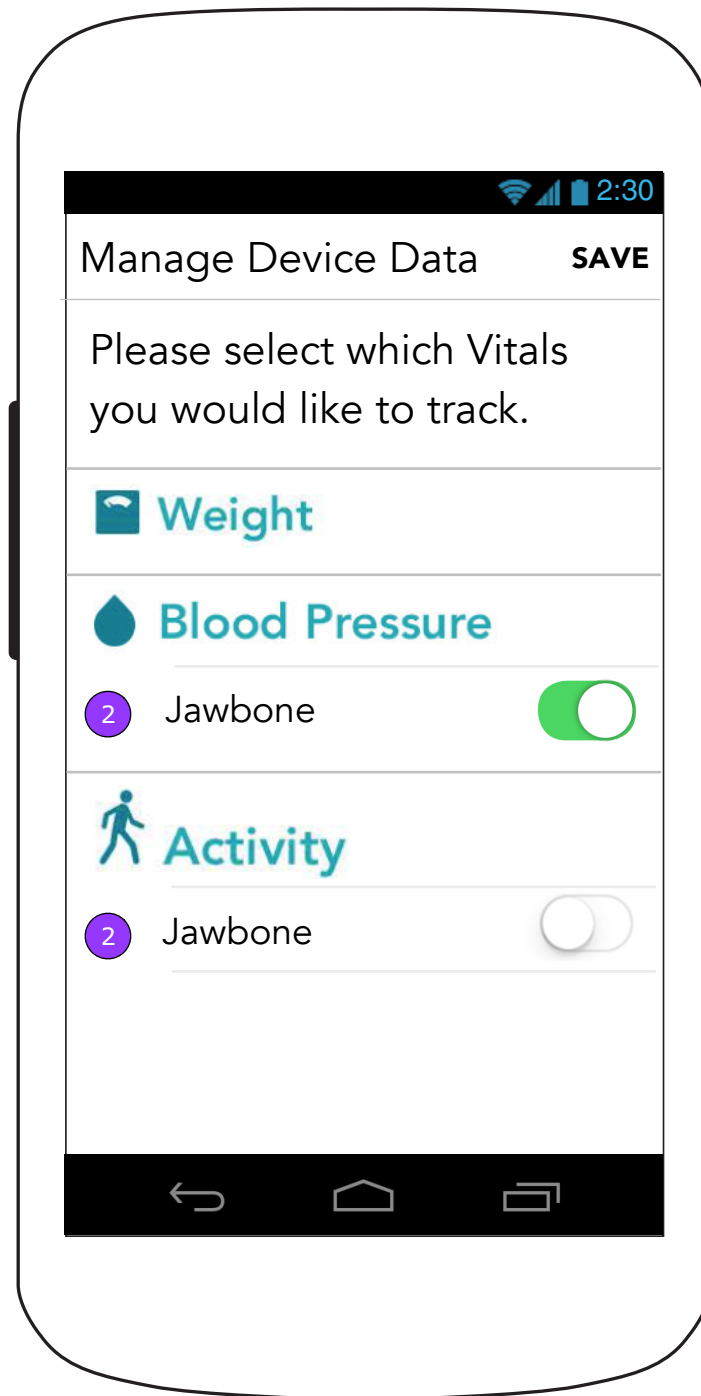 2:30
Manage Device Data SAVE
Please select which Vitals
you would like to track.
Weight
Blood Pressure
2 Jawbone
Activity
2 Jawbone